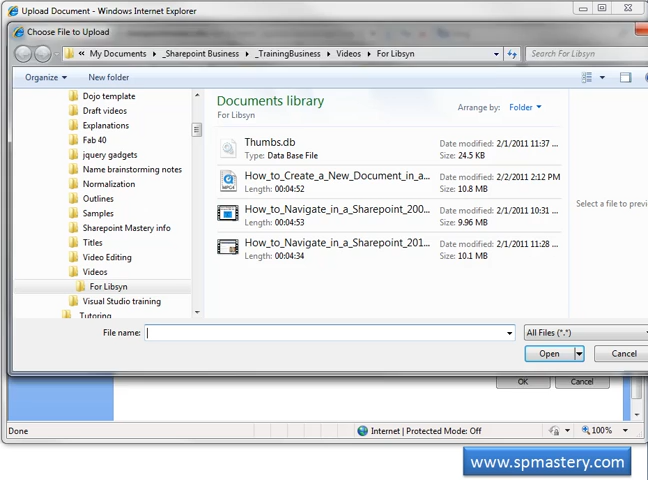 Upload Document - Windows Internet Explorer
Choose File to Upload
« My Documents ▸ _Sharepoint Business ▸ _TrainingBusiness ▸ Videos ▸ For Libsyn
Search For Libsyn
Organize
New folder
Dojo template
Draft videos
Explanations
Fab 40
jquery gadgets
Name brainstorming notes
Normalization
Outlines
Samples
Sharepoint Mastery info
Titles
Video Editing
Videos
For Libsyn
Visual Studio training
Tutoring
Documents library
For Libsyn
Arrange by: Folder
Thumbs.db
Type: Data Base File
Date modified: 2/1/2011 11:37 ...
Size: 24.5 KB
MPG4
How_to_Create_a_New_Document_in_a...
Length: 00:04:52
Date modified: 2/2/2011 2:12 PM
Size: 10.8 MB
How_to_Navigate_in_a_Sharepoint_200...
Length: 00:04:53
Date modified: 2/1/2011 10:31 ...
Size: 9.96 MB
How_to_Navigate_in_a_Sharepoint_201...
Length: 00:04:34
Date modified: 2/1/2011 11:28 ...
Size: 10.1 MB
Select a file to previ
File name:
All Files (*.*)
Open
Cancel
OK
Cancel
Done
Internet | Protected Mode: Off
100%
www.spmastery.com